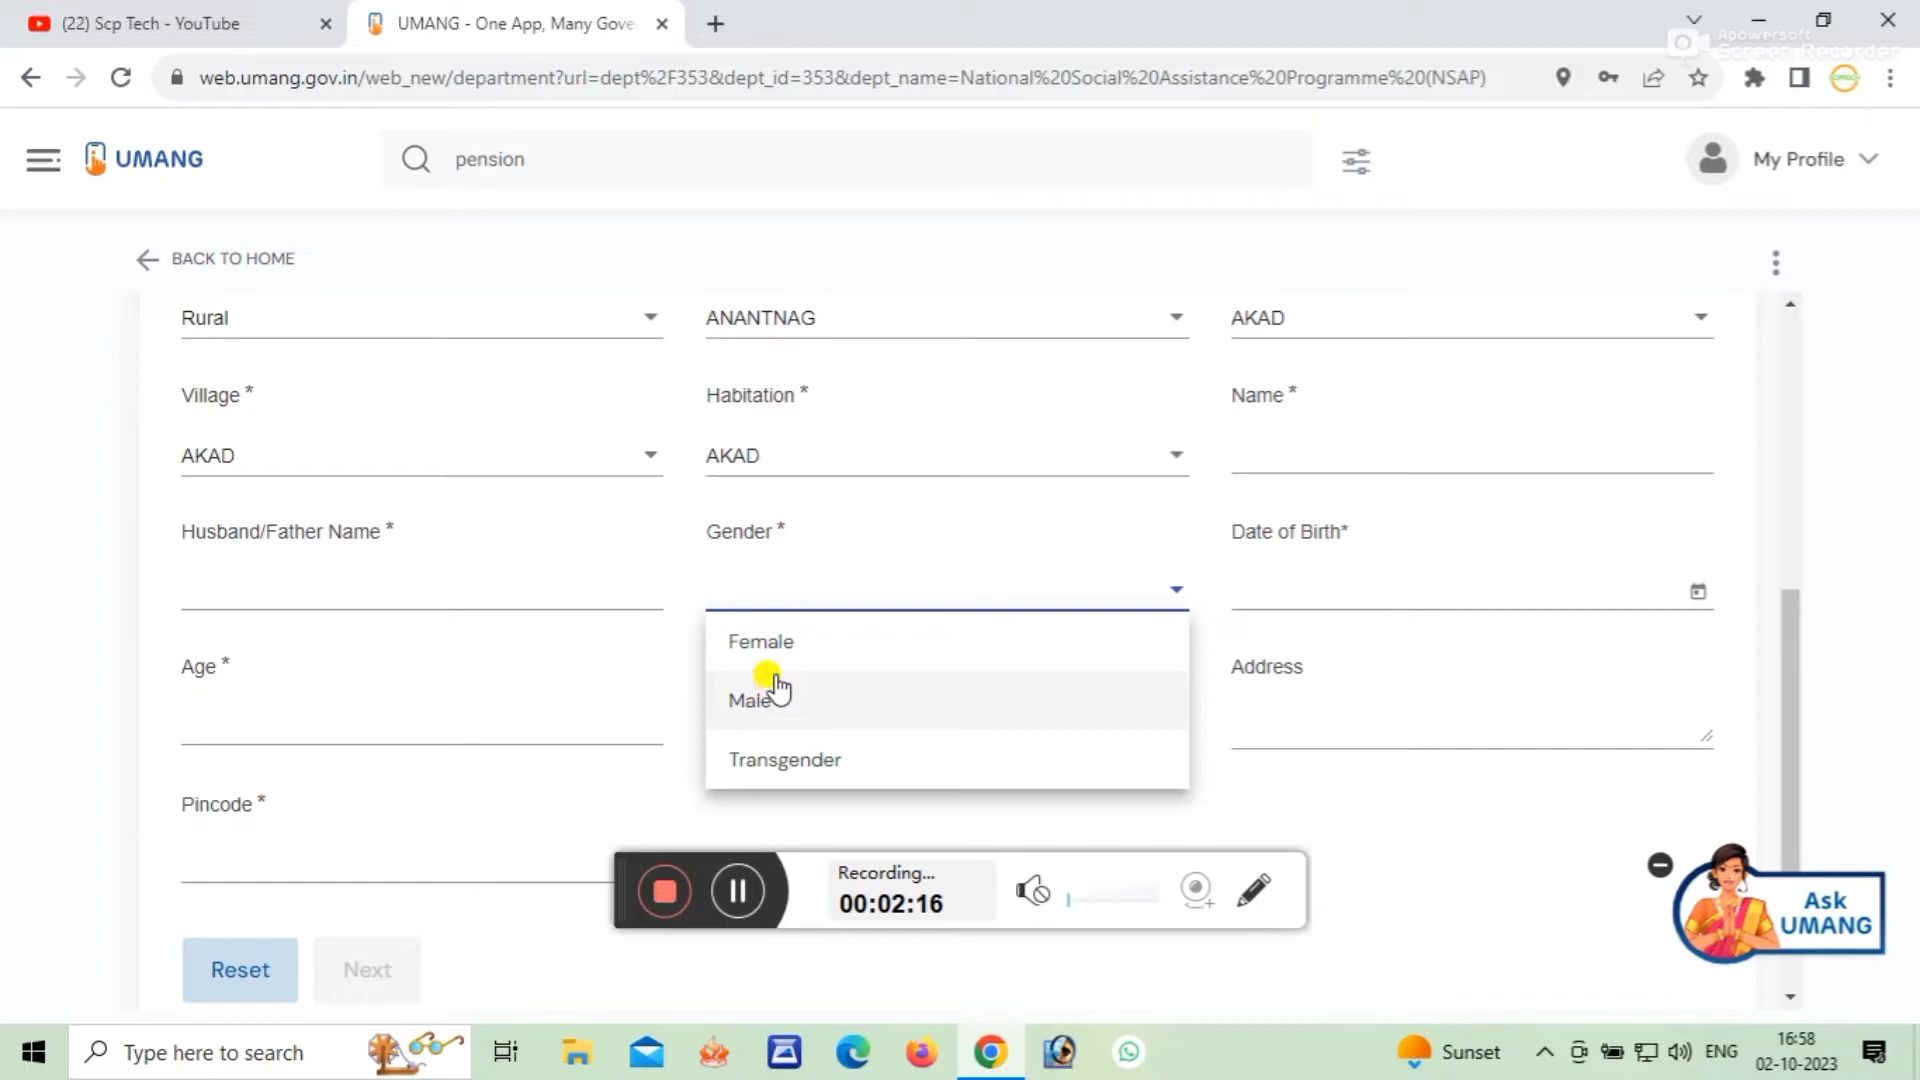 (22) Scp Tech - YouTube
UMANG - One App, Many Gove
Apowersoft
Screen Recorder
web.umang.gov.in/web_new/department?url=dept%2F353&dept_id=353&dept_name=National%20Social%20Assistance%20Programme%20(NSAP)
UMANG
pension
My Profile
BACK TO HOME
Rural
ANANTNAG
AKAD
Village *
Habitation *
Name *
AKAD
AKAD
Husband/Father Name *
Gender *
Date of Birth*
Female
Age *
Address
Male
Transgender
Pincode *
Recording...
00:02:16
Ask
UMANG
Reset
Next
Type here to search
Sunset
ENG
16:58
02-10-2023